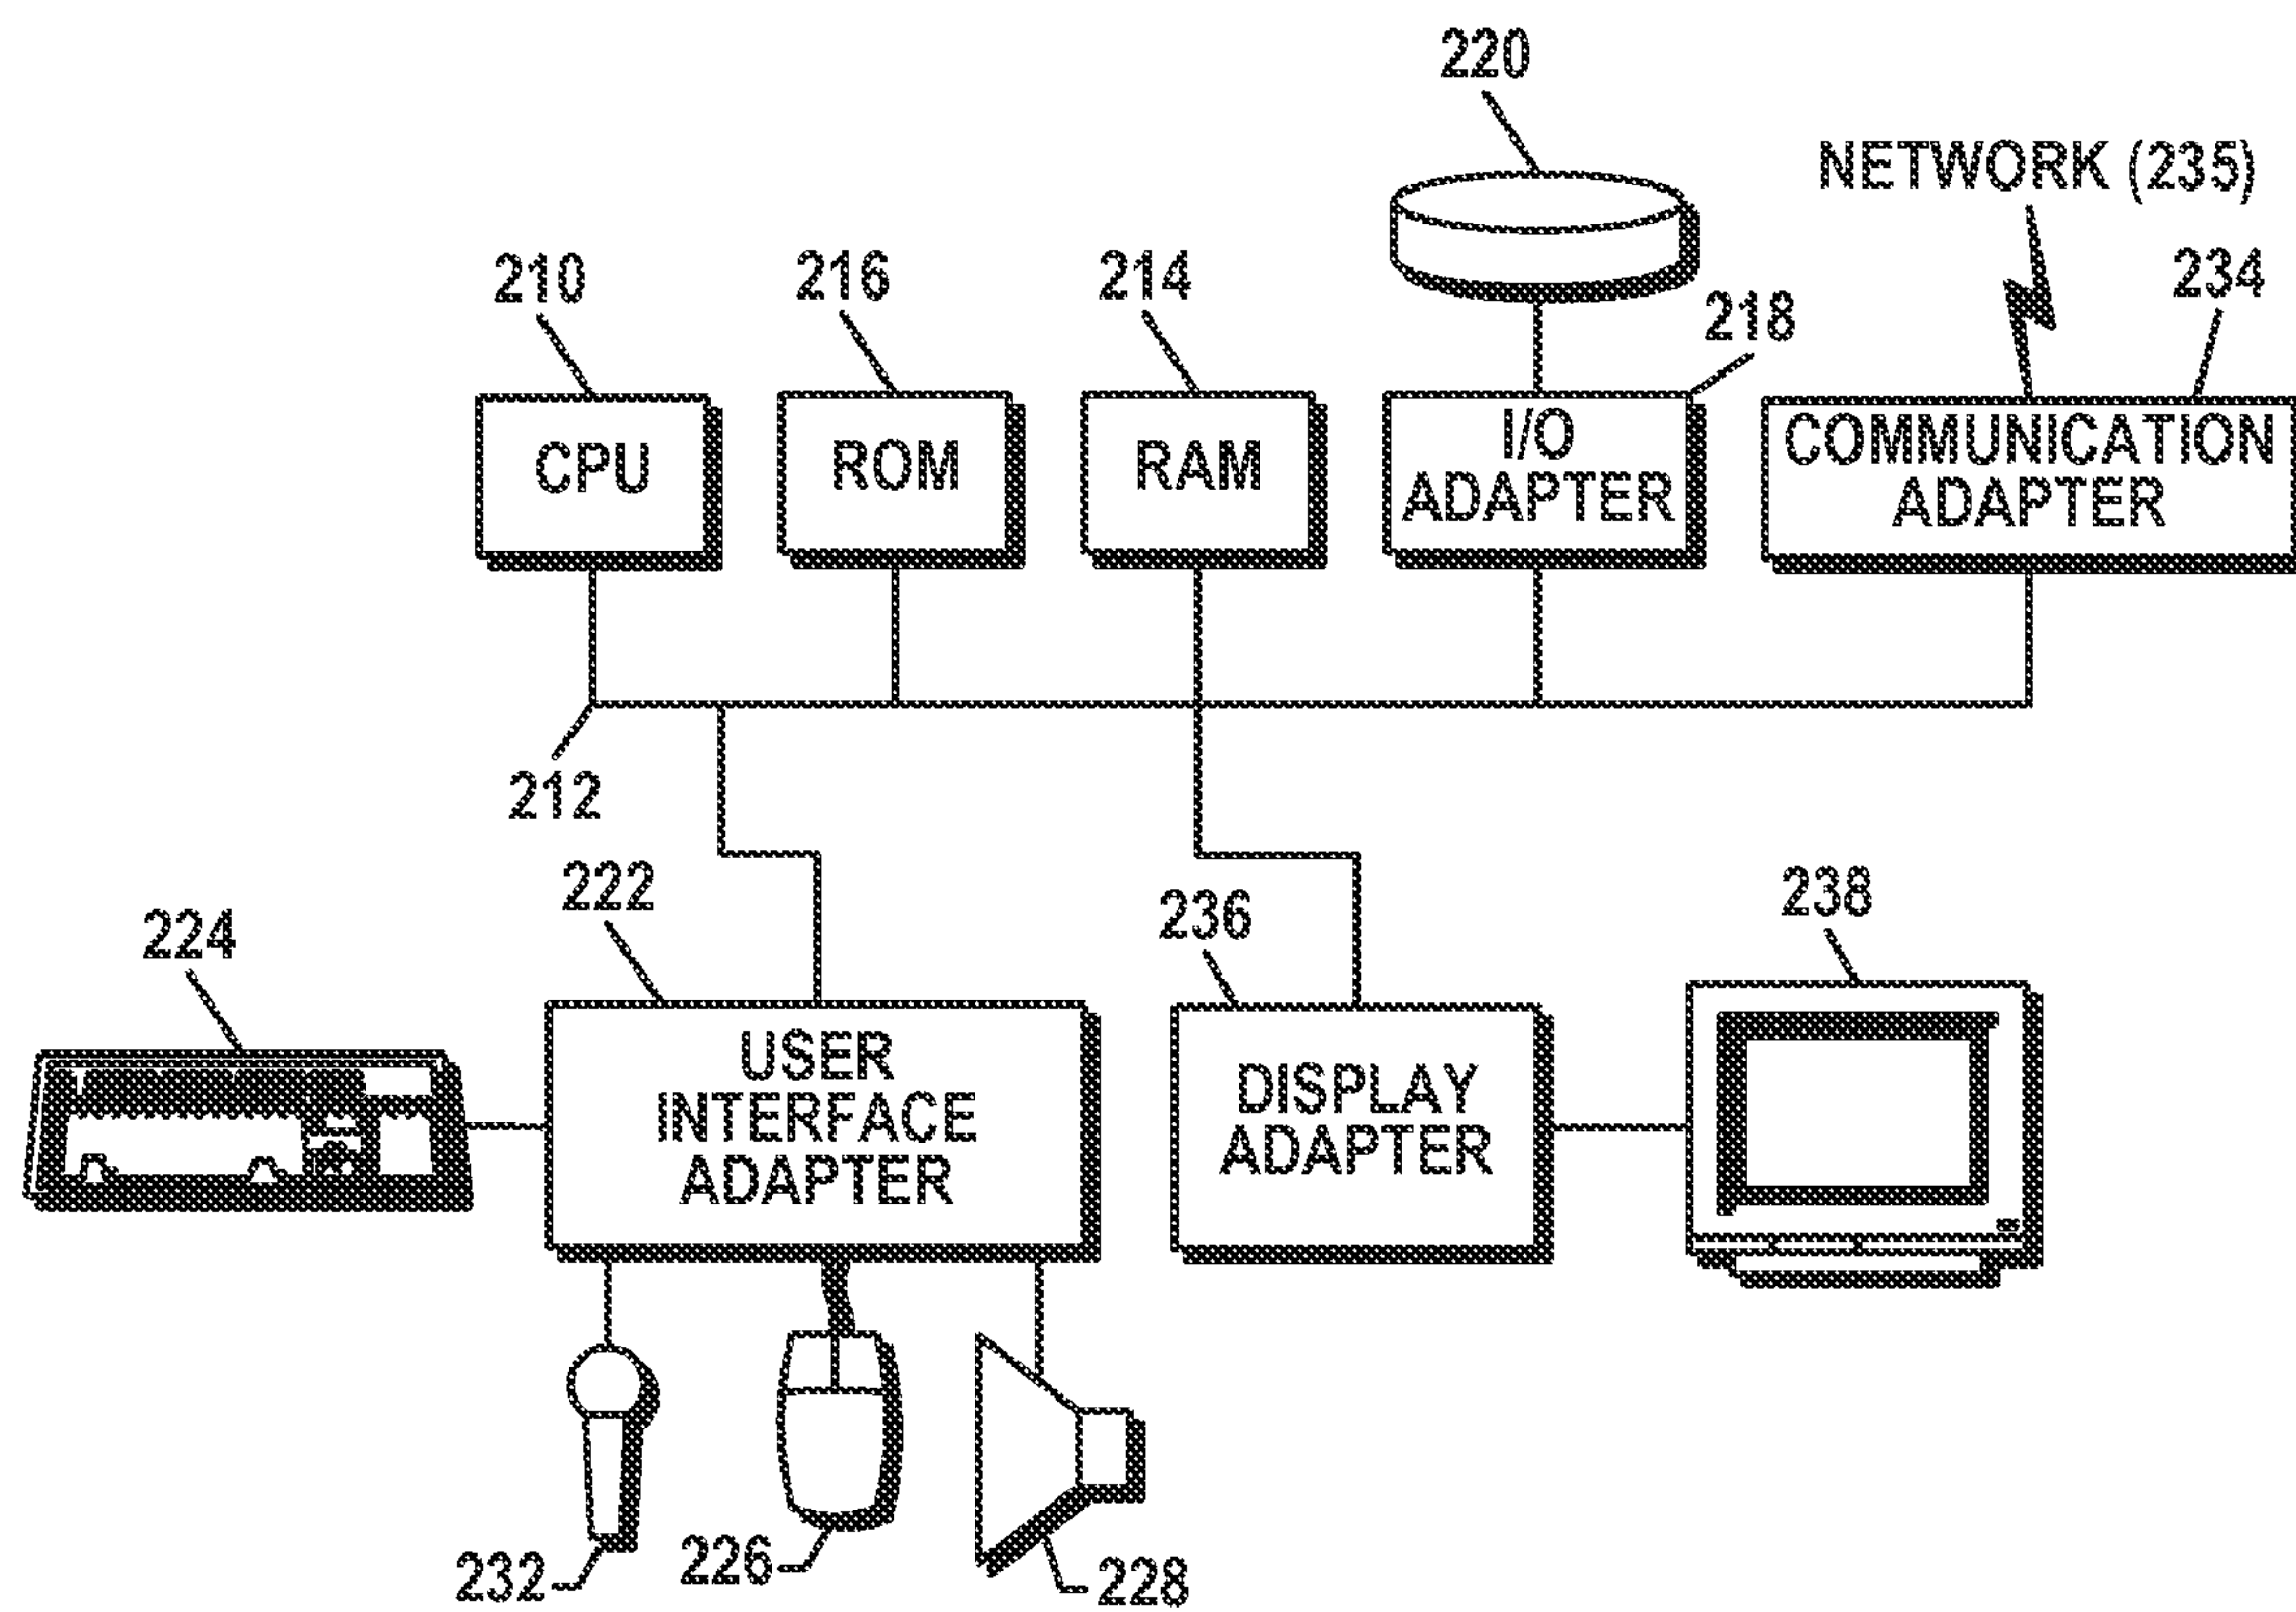 220
NETWORK (235)
210
216
214
218
234
CPU
ROM
RAM
I/O
ADAPTER
COMMUNICATION
ADAPTER
212
222
236
238
224
USER
INTERFACE
ADAPTER
DISPLAY
ADAPTER
232
226
228